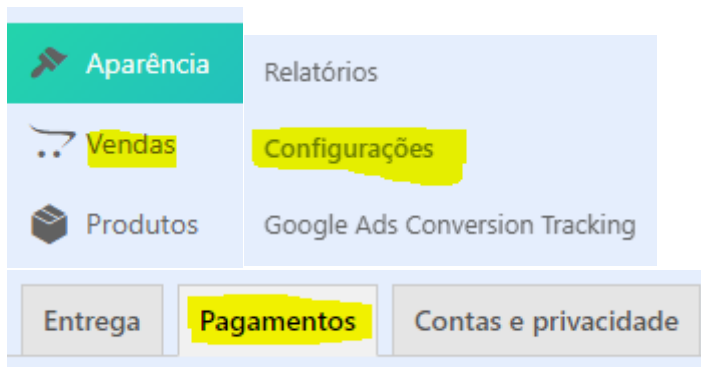 Aparência
Vendas
Produtos
Relatórios
Configurações
Google Ads Conversion Tracking
Entrega
Pagamentos
Contas e privacidade